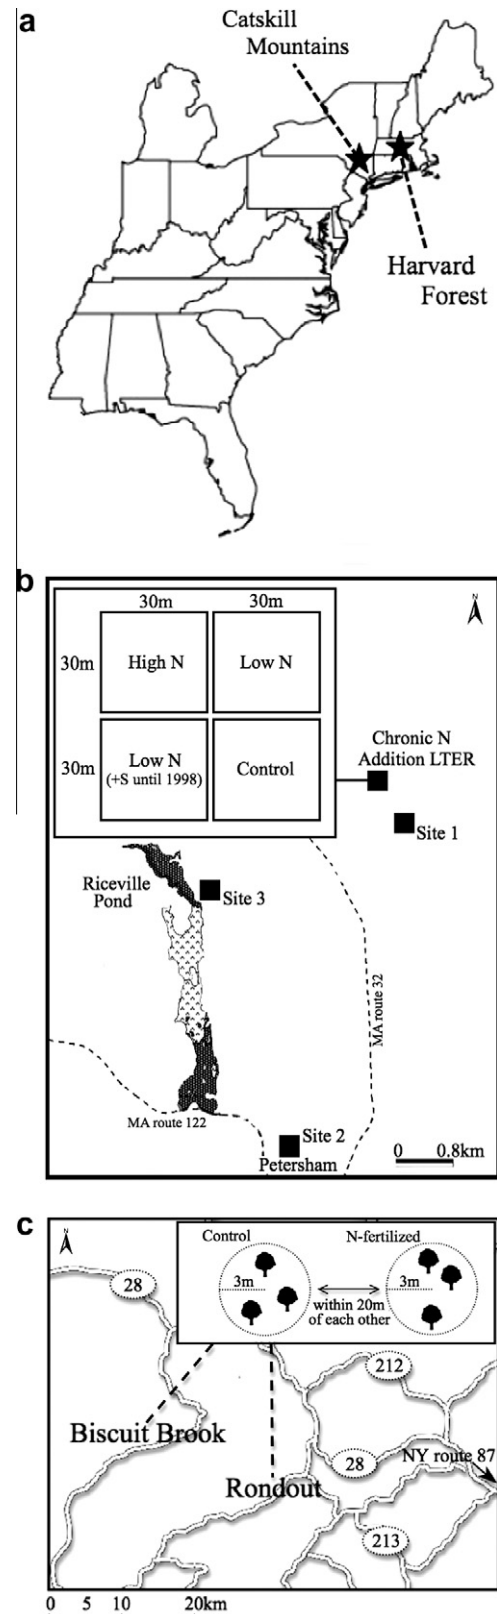 a
Catskill
Mountains
Harvard
Forest
b
N
30m 30m
30m
High N
Low N
30m
Low N
(+S until 1998)
Control
Chronic N
Addition LTER
Site 1
Riceville
Pond
Site 3
MA route 32
MA route 122
Site 2
Petersham
0 0.8km
c
N
Control
N-fertilized
3m
3m
within 20m
of each other
28
212
Biscuit Brook
28
NY route 87
Rondout
213
0 5 10 20km